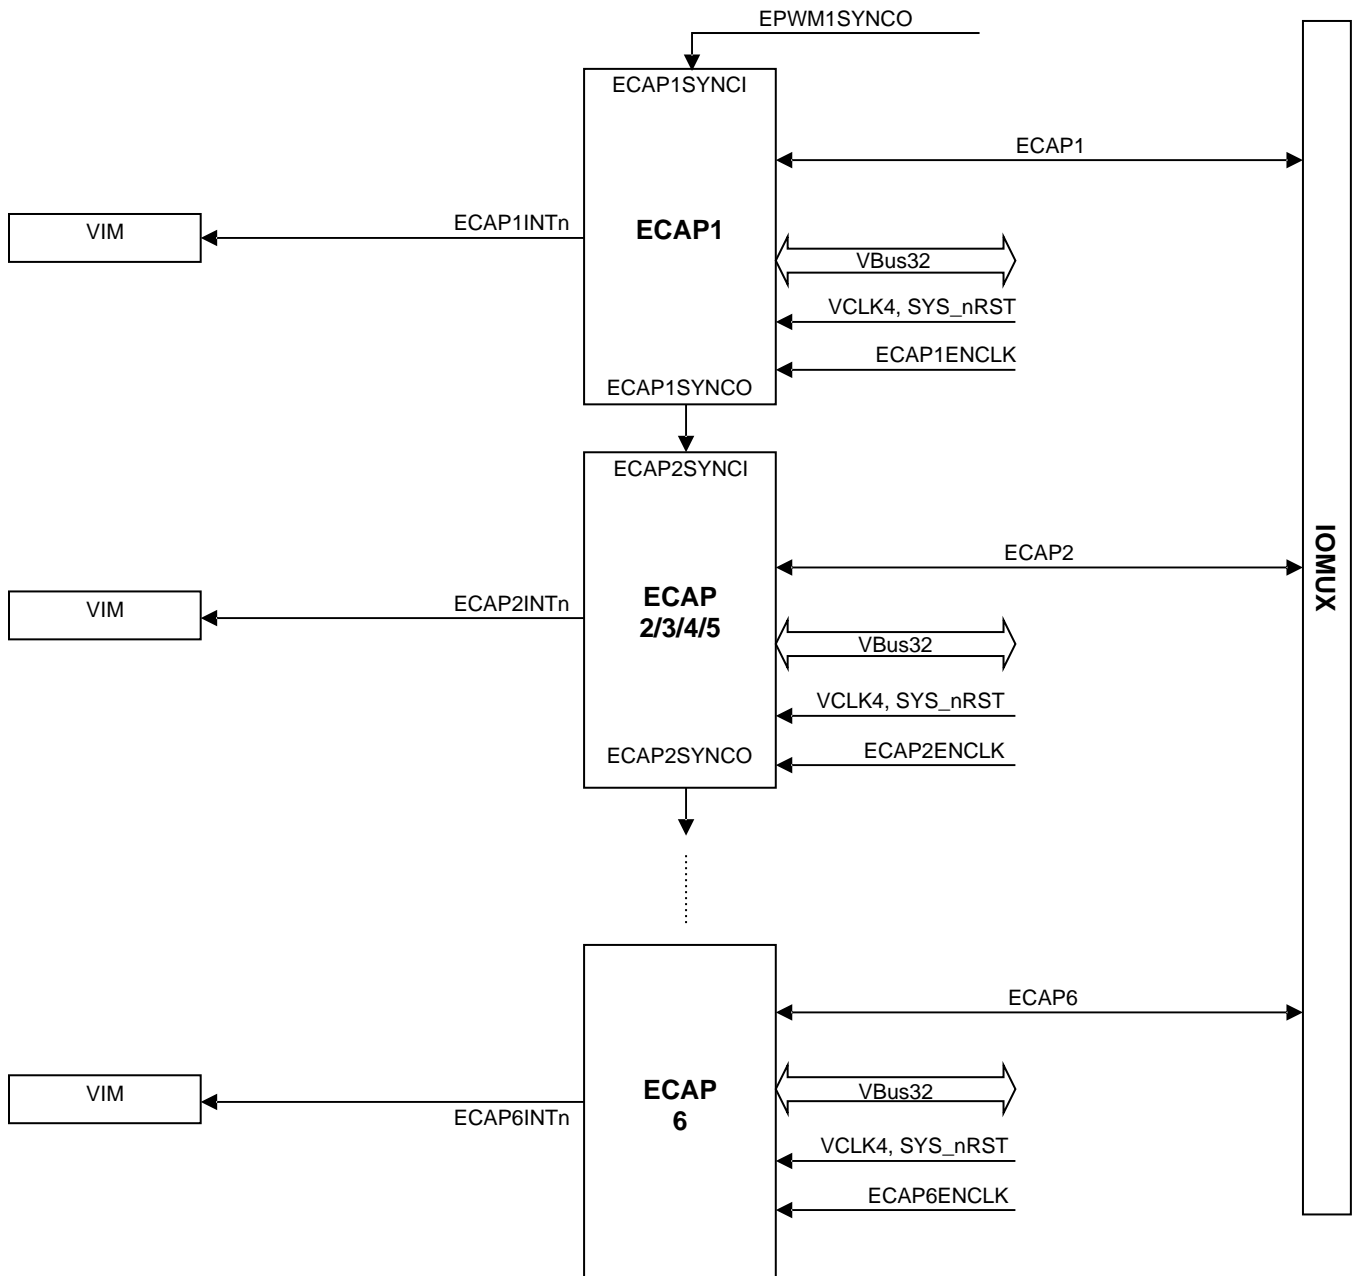 EPWM1SYNCO
ECAP1SYNCI
ECAP1
VIM
ECAP1INTn
ECAP1
VBus32
VCLK4, SYS_nRST
ECAP1ENCLK
ECAP1SYNCO
ECAP2SYNCI
IOMUX
ECAP2
VIM
ECAP2INTn
ECAP
2/3/4/5
VBus32
VCLK4, SYS_nRST
ECAP2SYNCO
ECAP2ENCLK
ECAP6
VIM
ECAP6INTn
ECAP
6
VBus32
VCLK4, SYS_nRST
ECAP6ENCLK